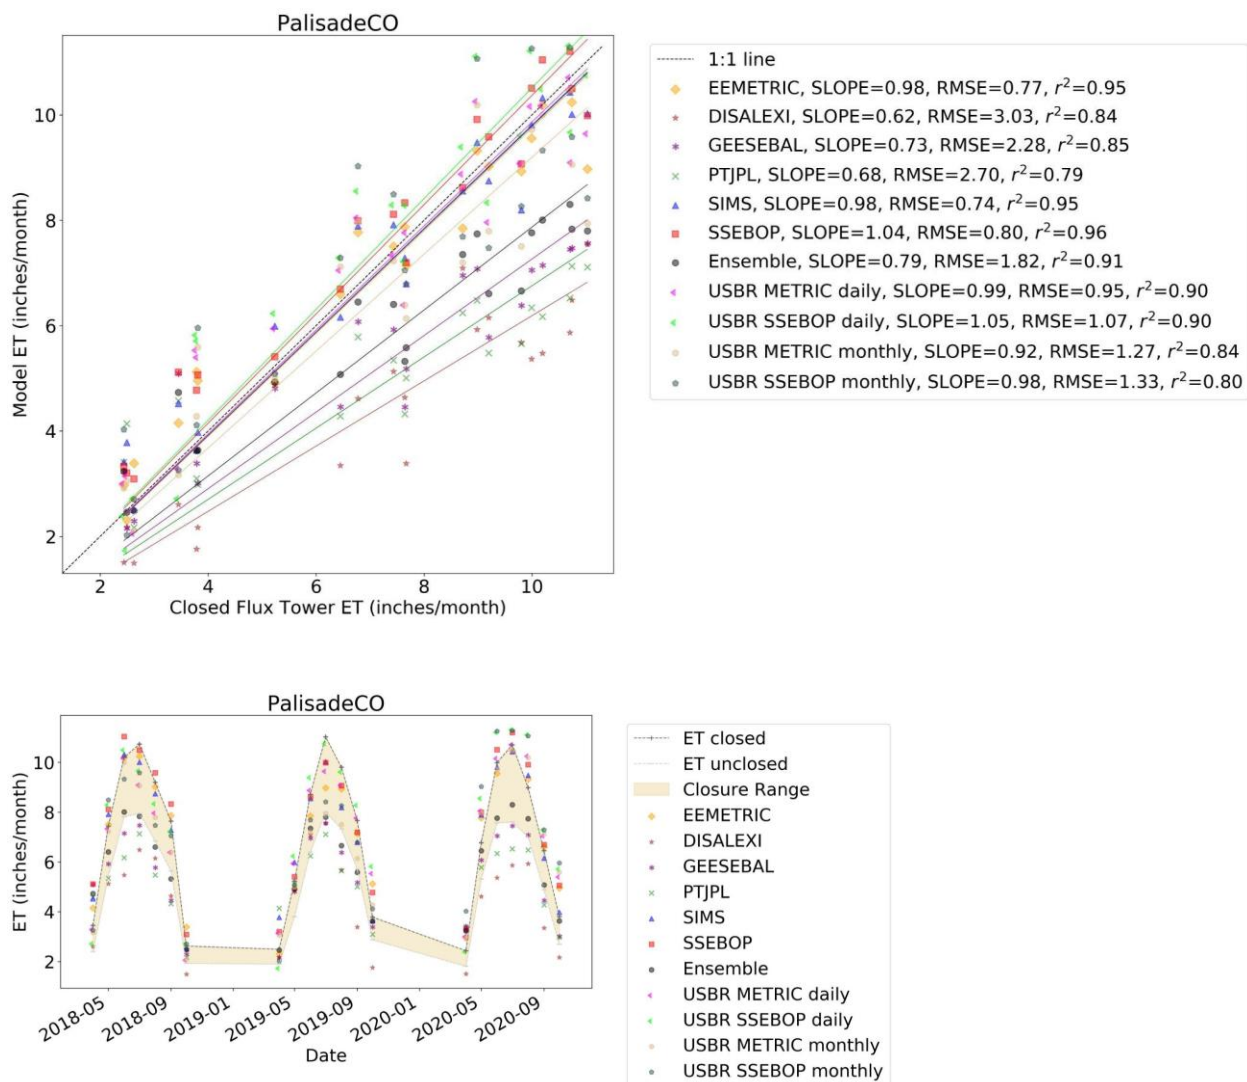 PalisadeCO
Model ET (inches/month)
10
8
6
4
2
2 4 6 8 10
Closed Flux Tower ET (inches/month)
1:1 line
EEMETRIC, SLOPE=0.98, RMSE=0.77, r²=0.95
DISALEXI, SLOPE=0.62, RMSE=3.03, r²=0.84
GEESEBAL, SLOPE=0.73, RMSE=2.28, r²=0.85
PTJPL, SLOPE=0.68, RMSE=2.70, r²=0.79
SIMS, SLOPE=0.98, RMSE=0.74, r²=0.95
SSEBOP, SLOPE=1.04, RMSE=0.80, r²=0.96
Ensemble, SLOPE=0.79, RMSE=1.82, r²=0.91
USBR METRIC daily, SLOPE=0.99, RMSE=0.95, r²=0.90
USBR SSEBOP daily, SLOPE=1.05, RMSE=1.07, r²=0.90
USBR METRIC monthly, SLOPE=0.92, RMSE=1.27, r²=0.84
USBR SSEBOP monthly, SLOPE=0.98, RMSE=1.33, r²=0.80
PalisadeCO
ET (inches/month)
10
8
6
4
2
2018-05 2018-09 2019-01 2019-05 2019-09 2020-01 2020-05 2020-09
Date
ET closed
ET unclosed
Closure Range
EEMETRIC
DISALEXI
GEESEBAL
PTJPL
SIMS
SSEBOP
Ensemble
USBR METRIC daily
USBR SSEBOP daily
USBR METRIC monthly
USBR SSEBOP monthly